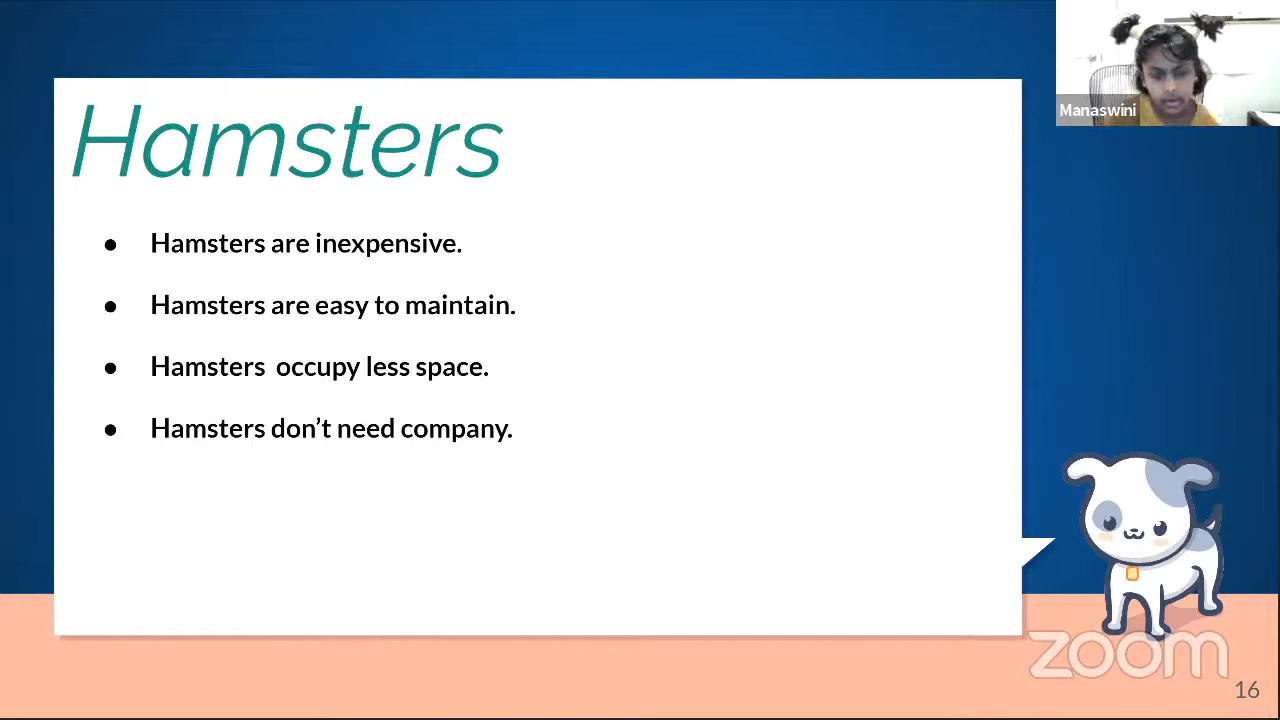 Manaswini
Hamsters
● Hamsters are inexpensive.
● Hamsters are easy to maintain.
● Hamsters  occupy less space.
● Hamsters don’t need company.
zoom
16